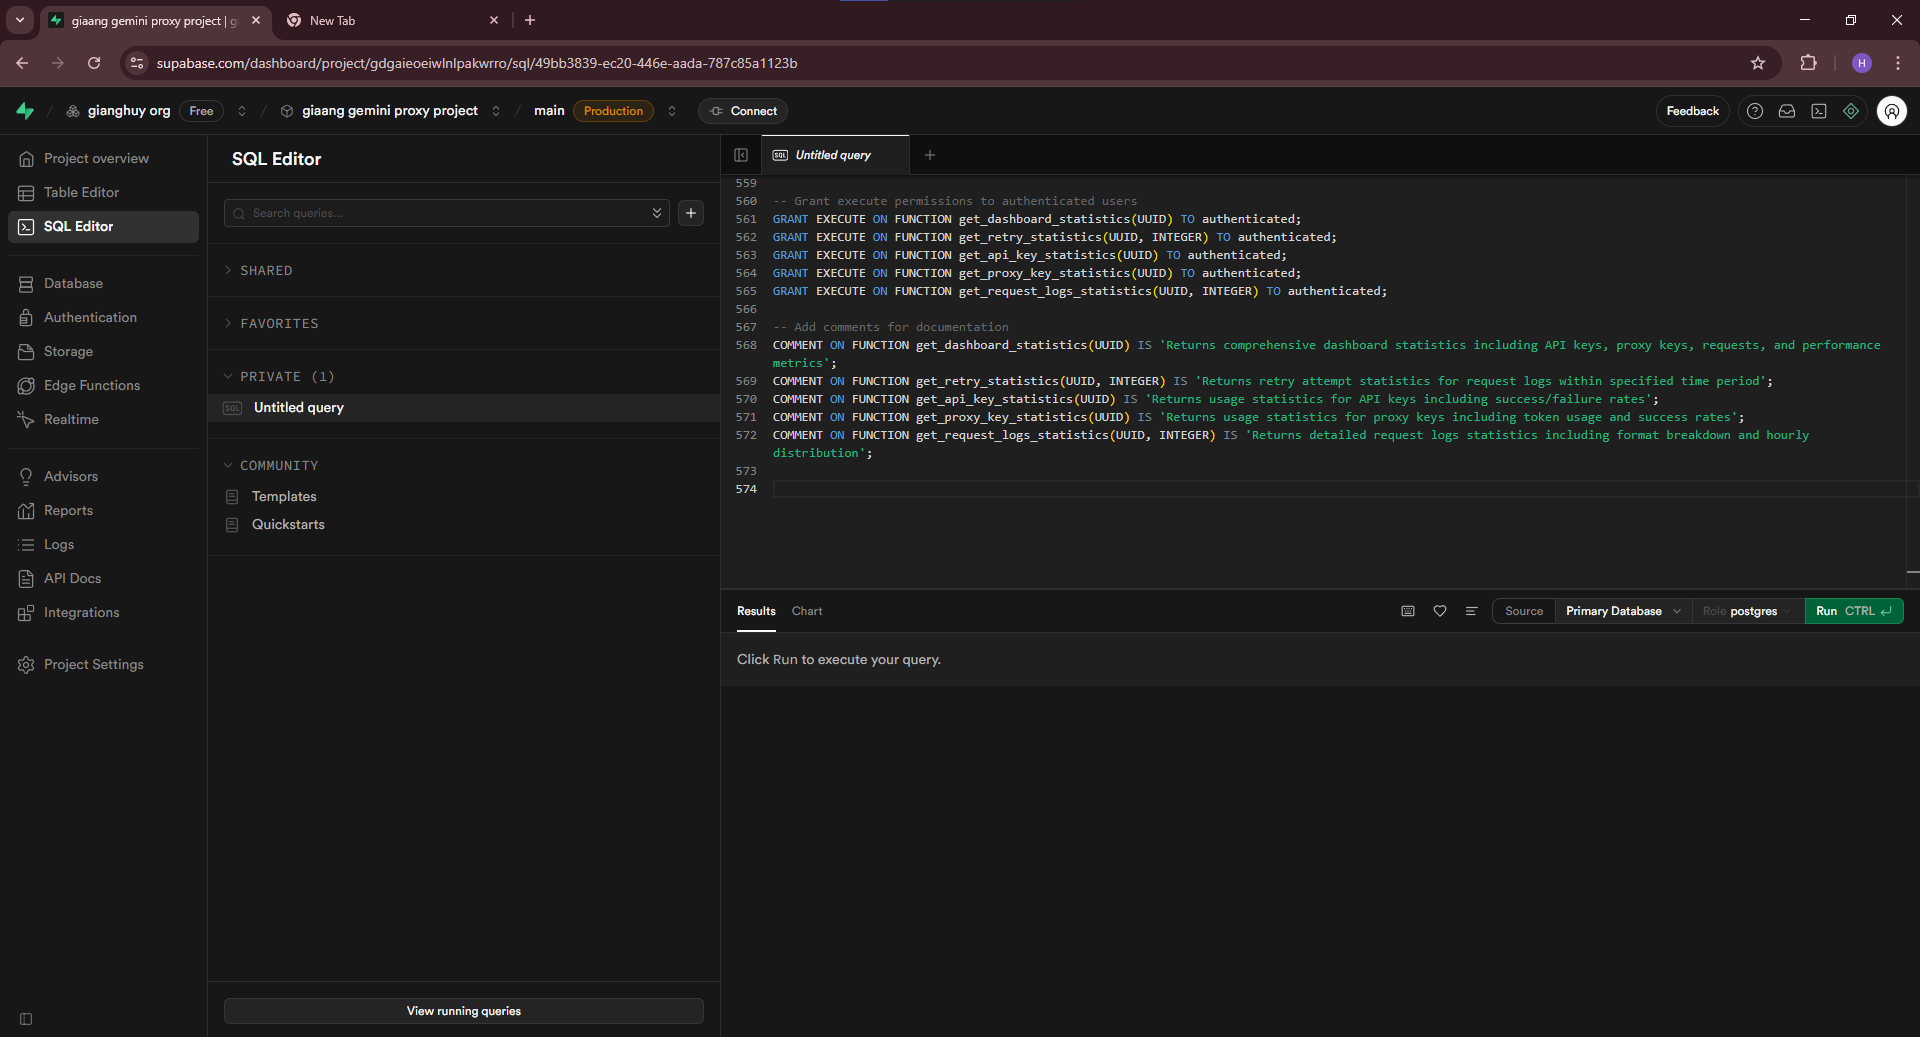 giaang gemini proxy project | g
New Tab
supabase.com/dashboard/project/gdgaieoeiwlnlpakwrro/sql/49bb3839-ec20-446e-aada-787c85a1123b
H
gianghuy org
Free
/
giaang gemini proxy project
/
main
Production
Connect
Feedback
Project overview
Table Editor
SQL Editor
Database
Authentication
Storage
Edge Functions
Realtime
Advisors
Reports
Logs
API Docs
Integrations
Project Settings
SQL Editor
Search queries...
SHARED
FAVORITES
PRIVATE (1)
SQL Untitled query
COMMUNITY
Templates
Quickstarts
View running queries
SQL Untitled query
559
560 -- Grant execute permissions to authenticated users
561 GRANT EXECUTE ON FUNCTION get_dashboard_statistics(UUID) TO authenticated;
562 GRANT EXECUTE ON FUNCTION get_retry_statistics(UUID, INTEGER) TO authenticated;
563 GRANT EXECUTE ON FUNCTION get_api_key_statistics(UUID) TO authenticated;
564 GRANT EXECUTE ON FUNCTION get_proxy_key_statistics(UUID) TO authenticated;
565 GRANT EXECUTE ON FUNCTION get_request_logs_statistics(UUID, INTEGER) TO authenticated;
566
567 -- Add comments for documentation
568 COMMENT ON FUNCTION get_dashboard_statistics(UUID) IS 'Returns comprehensive dashboard statistics including API keys, proxy keys, requests, and performance
metrics';
569 COMMENT ON FUNCTION get_retry_statistics(UUID, INTEGER) IS 'Returns retry attempt statistics for request logs within specified time period';
570 COMMENT ON FUNCTION get_api_key_statistics(UUID) IS 'Returns usage statistics for API keys including success/failure rates';
571 COMMENT ON FUNCTION get_proxy_key_statistics(UUID) IS 'Returns usage statistics for proxy keys including token usage and success rates';
572 COMMENT ON FUNCTION get_request_logs_statistics(UUID, INTEGER) IS 'Returns detailed request logs statistics including format breakdown and hourly
distribution';
573
574
Results
Chart
Source
Primary Database
Role postgres
Run CTRL
Click Run to execute your query.